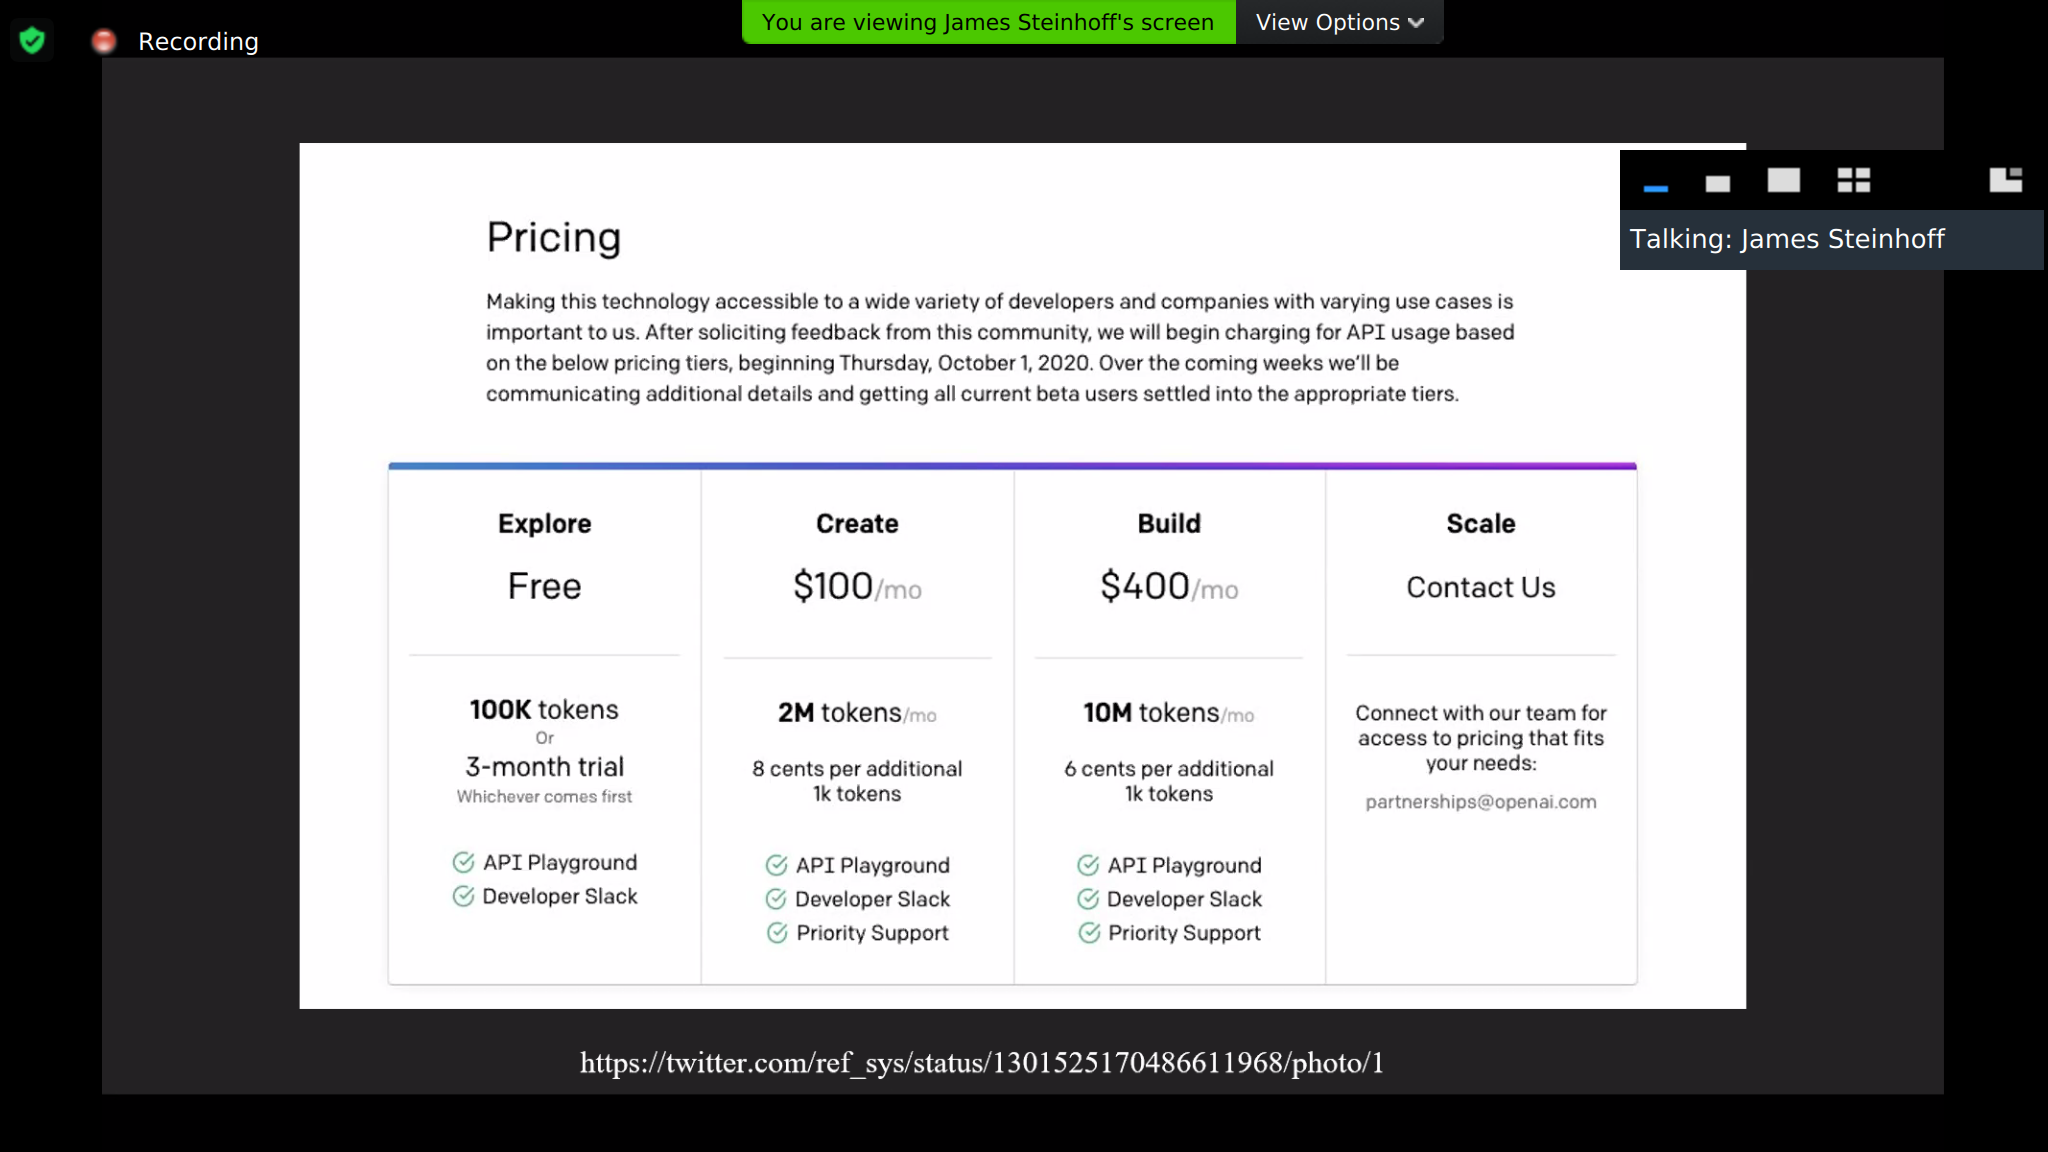 Recording
You are viewing James Steinhoff's screen
View Options
Talking: James Steinhoff
Pricing
Making this technology accessible to a wide variety of developers and companies with varying use cases is
important to us. After soliciting feedback from this community, we will begin charging for API usage based
on the below pricing tiers, beginning Thursday, October 1, 2020. Over the coming weeks we'll be
communicating additional details and getting all current beta users settled into the appropriate tiers.
Explore
Free
100K tokens
Or
3-month trial
Whichever comes first
API Playground
Developer Slack
Create
$100/mo
2M tokens/mo
8 cents per additional
1k tokens
API Playground
Developer Slack
Priority Support
Build
$400/mo
10M tokens/mo
6 cents per additional
1k tokens
API Playground
Developer Slack
Priority Support
Scale
Contact Us
Connect with our team for
access to pricing that fits
your needs:
partnerships@openai.com
https://twitter.com/ref_sys/status/1301525170486611968/photo/1